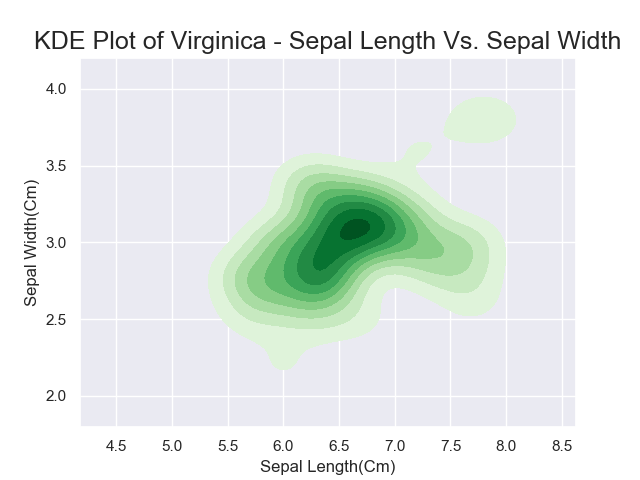 KDE Plot of Virginica - Sepal Length Vs. Sepal Width
4.0
3.5
3.0
2.5
2.0
Sepal Width(Cm)
4.5 5.0 5.5 6.0 6.5 7.0 7.5 8.0 8.5
Sepal Length(Cm)